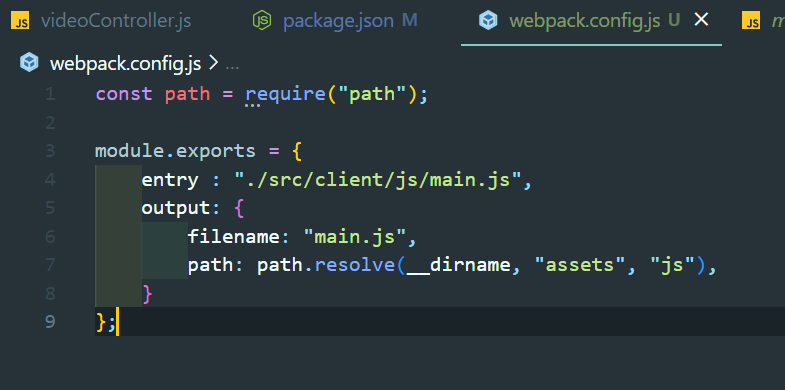 JS videoController.js JS package.json M webpack.config.js U × JS m
webpack.config.js > ...
1 const path = require("path");
2
3 module.exports = {
4 entry : "./src/client/js/main.js",
5 output: {
6 filename: "main.js",
7 path: path.resolve(__dirname, "assets", "js"),
8 }
9 };